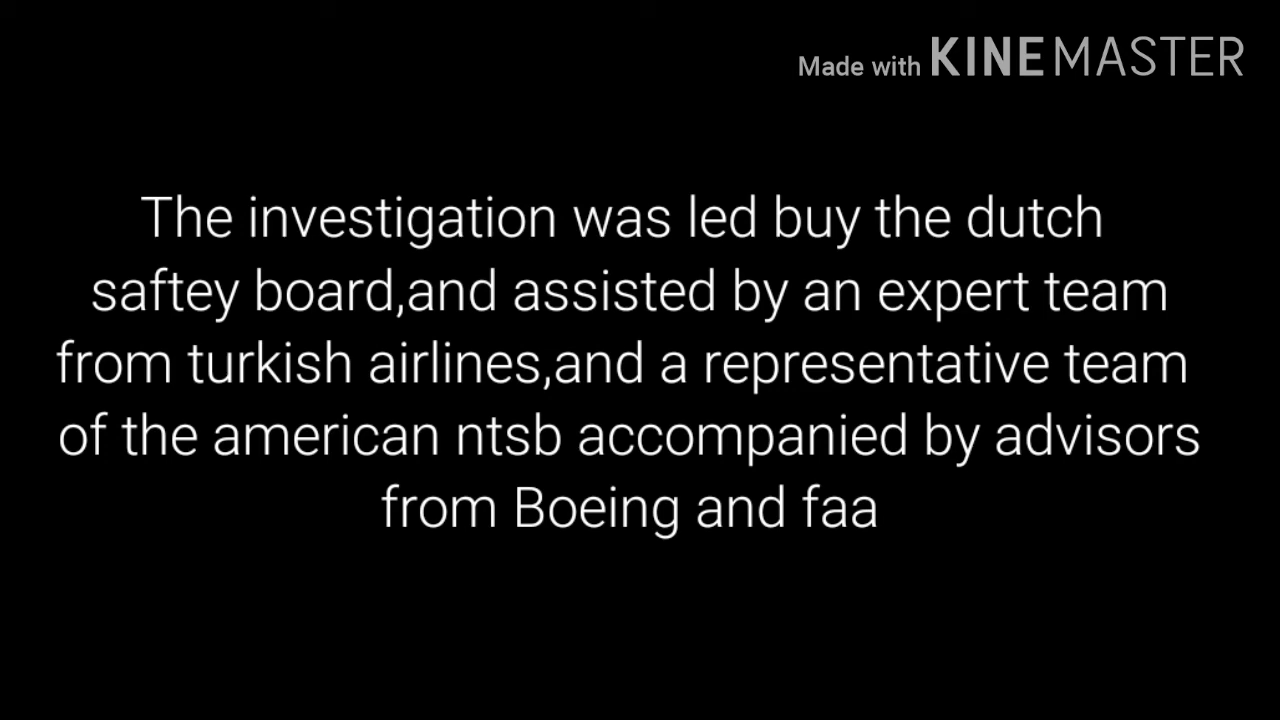 Made with KINEMASTER
The investigation was led buy the dutch
saftey board,and assisted by an expert team
from turkish airlines,and a representative team
of the american ntsb accompanied by advisors
from Boeing and faa